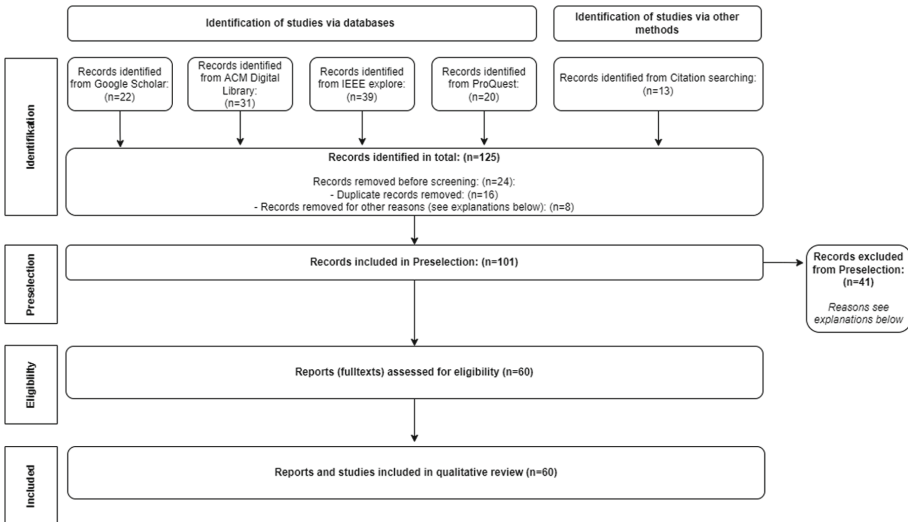 Identification of studies via databases
Identification of studies via other
methods
Identifikation
Records identified
from Google Scholar:
(n=22)
Records identified
from ACM Digital
Library:
(n=31)
Records identified
from IEEE explore:
(n=39)
Records identified
from ProQuest:
(n=20)
Records identified from Citation searching:
(n=13)
Records identified in total: (n=125)
Records removed before screening: (n=24):
- Duplicate records removed: (n=16)
- Records removed for other reasons (see explanations below): (n=8)
Preselection
Records included in Preselection: (n=101)
Records excluded
from Preselection:
(n=41)
Reasons see
explanations below
Eligibility
Reports (fulltexts) assessed for eligibility (n=60)
Included
Reports and studies included in qualitative review (n=60)